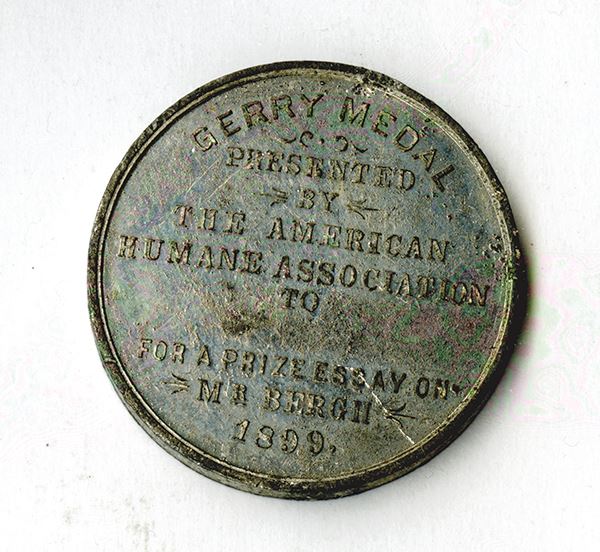 GERRY MEDAL
PRESENTED
BY
THE AMERICAN
HUMANE ASSOCIATION
TO
FOR A PRIZE ESSAY ON
MR BERGH
1899.